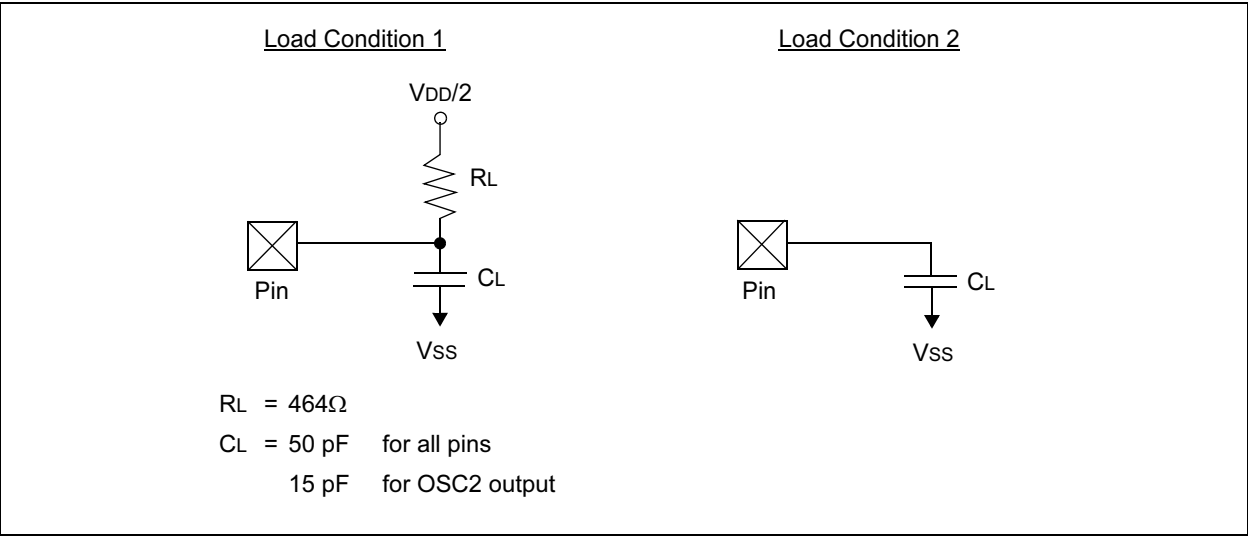 Load Condition 1
VDD/2
RL
Pin
CL
VSS
Load Condition 2
Pin
CL
VSS
RL = 464Ω
CL = 50 pF for all pins
15 pF for OSC2 output